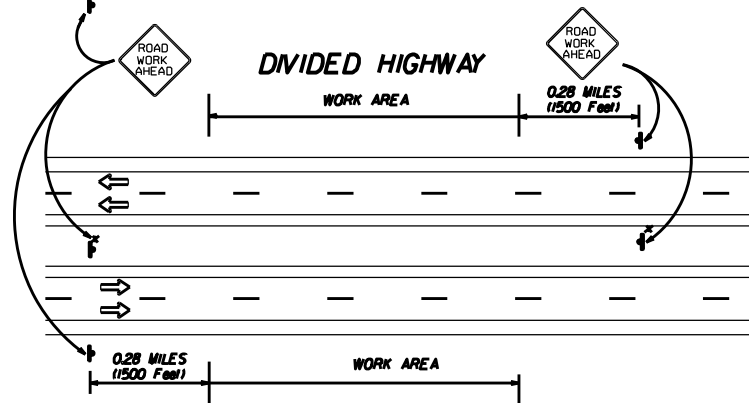 ROAD
WORK
AHEAD
DIVIDED HIGHWAY
ROAD
WORK
AHEAD
WORK AREA
0.28 MILES
(1500 Feet)
0.28 MILES
(1500 Feet)
WORK AREA